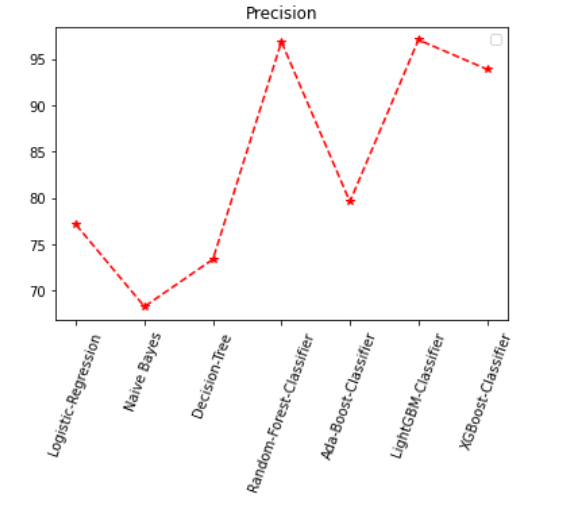 Precision
95
90
85
80
75
70
Logistic-Regression
Naive Bayes
Decision-Tree
Random-Forest-Classifier
Ada-Boost-Classifier
LightGBM-Classifier
XGBoost-Classifier